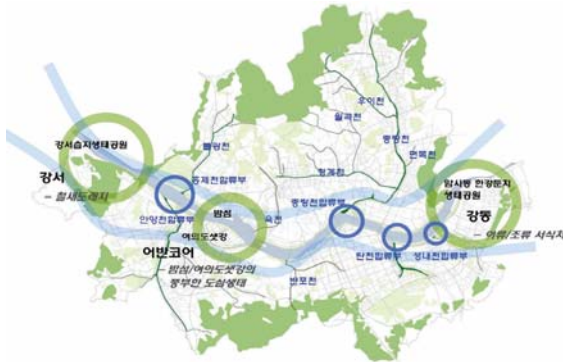 우이천
월곡천
불광천
중랑천
면목천
강서습지생태공원
청계천
홍제천합류부
암사동 한강둔치
생태공원
강서
- 철새도래지
밤섬
중랑천합류부
강동
안양천합류부
욱천
여의도샛강
- 어류/조류 서식처
어반코어
탄천합류부
성내천합류부
- 밤섬/여의도샛강의
풍부한 도심생태
반포천